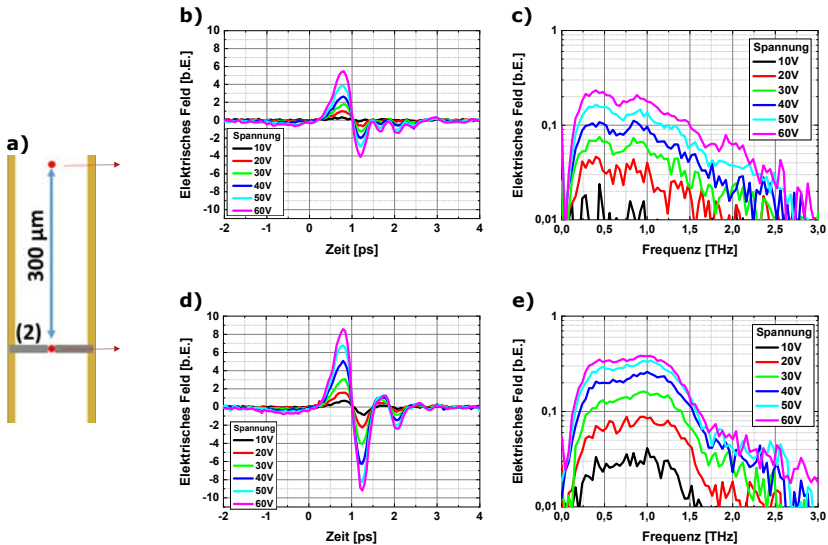 a)
300 µm
(2)
b)
Elektrisches Feld [b.E.]
10
8
6
4
2
0
-2
-4
-6
-8
-10
Spannung
10V
20V
30V
40V
50V
60V
-2
-1
0
1
2
3
4
Zeit [ps]
c)
Elektrisches Feld [b.E.]
1
0,1
0,01
Spannung
10V
20V
30V
40V
50V
60V
0,0
0,5
1,0
1,5
2,0
2,5
3,0
Frequenz [THz]
d)
Elektrisches Feld [b.E.]
10
8
6
4
2
0
-2
-4
-6
-8
-10
Spannung
10V
20V
30V
40V
50V
60V
-2
-1
0
1
2
3
4
Zeit [ps]
e)
Elektrisches Feld [b.E.]
1
0,1
0,01
Spannung
10V
20V
30V
40V
50V
60V
0,0
0,5
1,0
1,5
2,0
2,5
3,0
Frequenz [THz]